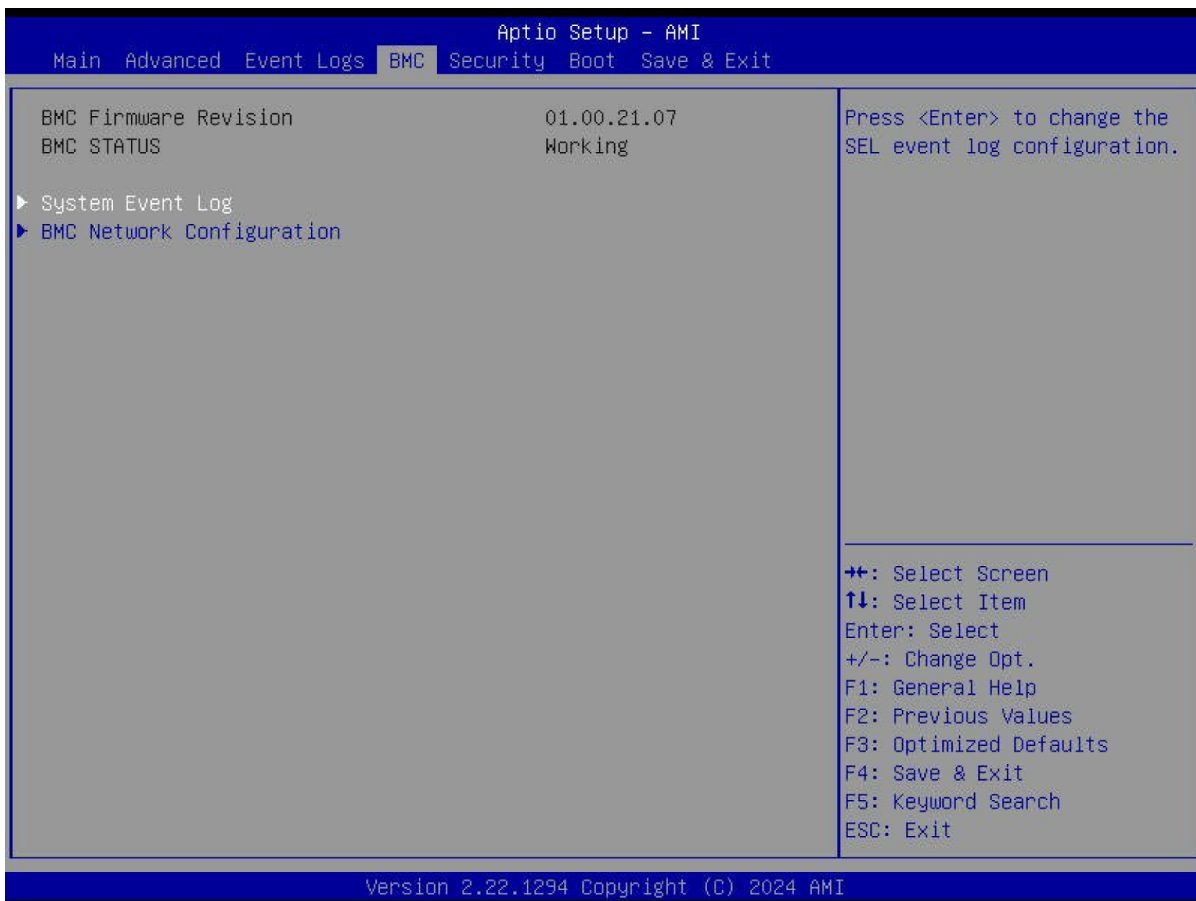 Aptio Setup – AMI
Main Advanced Event Logs BMC Security Boot Save & Exit
BMC Firmware Revision 01.00.21.07
BMC STATUS Working
▶ System Event Log
▶ BMC Network Configuration
Press <Enter> to change the
SEL event log configuration.
→←: Select Screen
↑↓: Select Item
Enter: Select
+/-: Change Opt.
F1: General Help
F2: Previous Values
F3: Optimized Defaults
F4: Save & Exit
F5: Keyword Search
ESC: Exit
Version 2.22.1294 Copyright (C) 2024 AMI